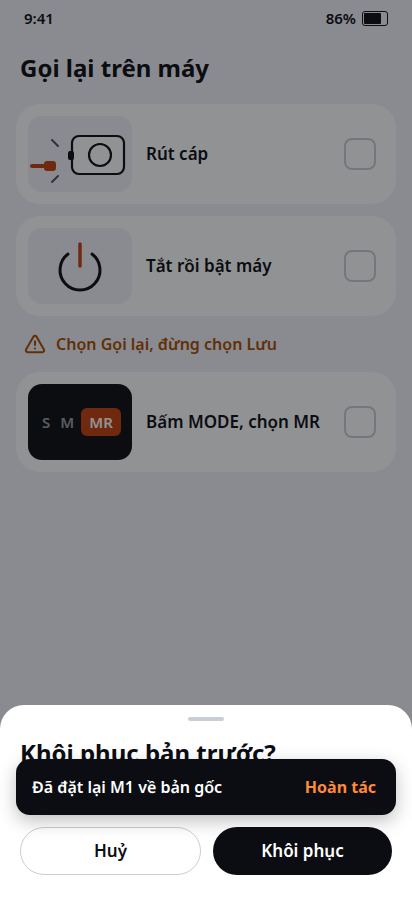 9:41
86%
Gọi lại trên máy
Rút cáp
Tắt rồi bật máy
Chọn Gọi lại, đừng chọn Lưu
S M MR
Bấm MODE, chọn MR
Khôi phục bản trước?
Đã đặt lại M1 về bản gốc
Hoàn tác
Huỷ
Khôi phục